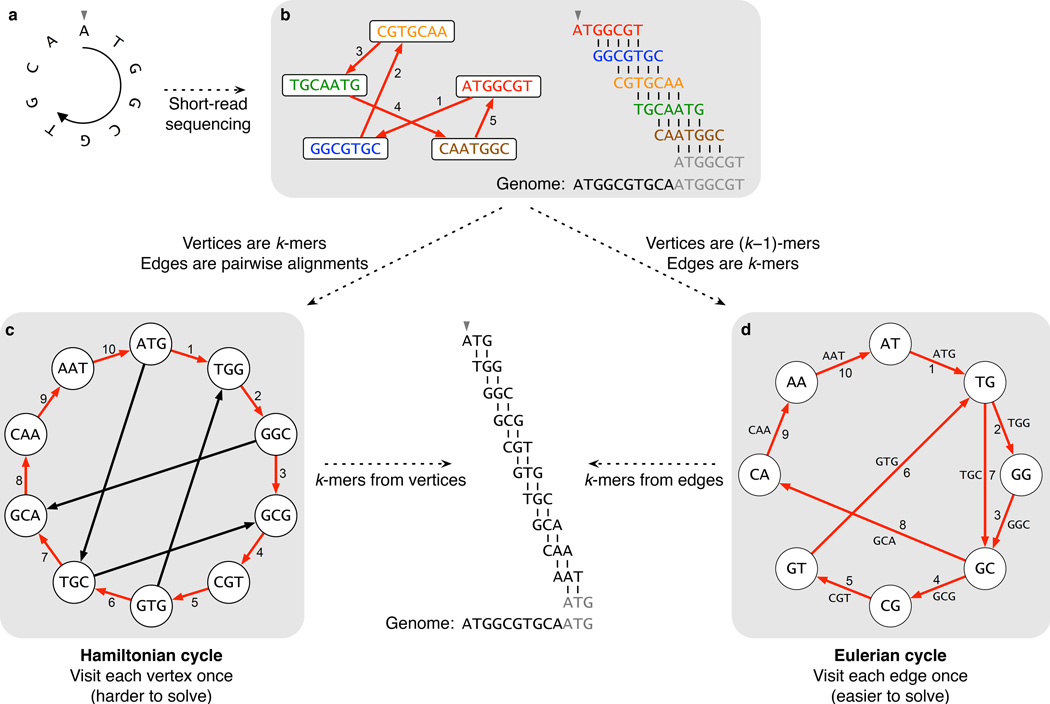 a
A
T
G
G
C
G
T
G
C
A
Short-read
sequencing
b
CGTGCAA
3
TGCAATG
2
ATGGCGT
1
4
5
GGCGTGC
CAATGGC
ATGGCGT
GGCGTGC
CGTGCAA
TGCAATG
CAATGGC
ATGGCGT
Genome: ATGGCGTGCAATGGCGT
Vertices are k-mers
Edges are pairwise alignments
Vertices are (k–1)-mers
Edges are k-mers
c
ATG
1
TGG
2
GGC
3
GCG
4
CGT
5
GTG
6
TGC
7
GCA
8
CAA
9
AAT
10
k-mers from vertices
ATG
TGG
GGC
GCG
CGT
GTG
TGC
GCA
CAA
AAT
ATG
Genome: ATGGCGTGCAATG
k-mers from edges
d
AT
ATG
1
TG
TGG
2
GG
3
GGC
GC
4
GCG
CG
5
CGT
GT
GTG
6
TGC 7
8
GCA
CA
CAA
9
AA
AAT
10
Hamiltonian cycle
Visit each vertex once
(harder to solve)
Eulerian cycle
Visit each edge once
(easier to solve)